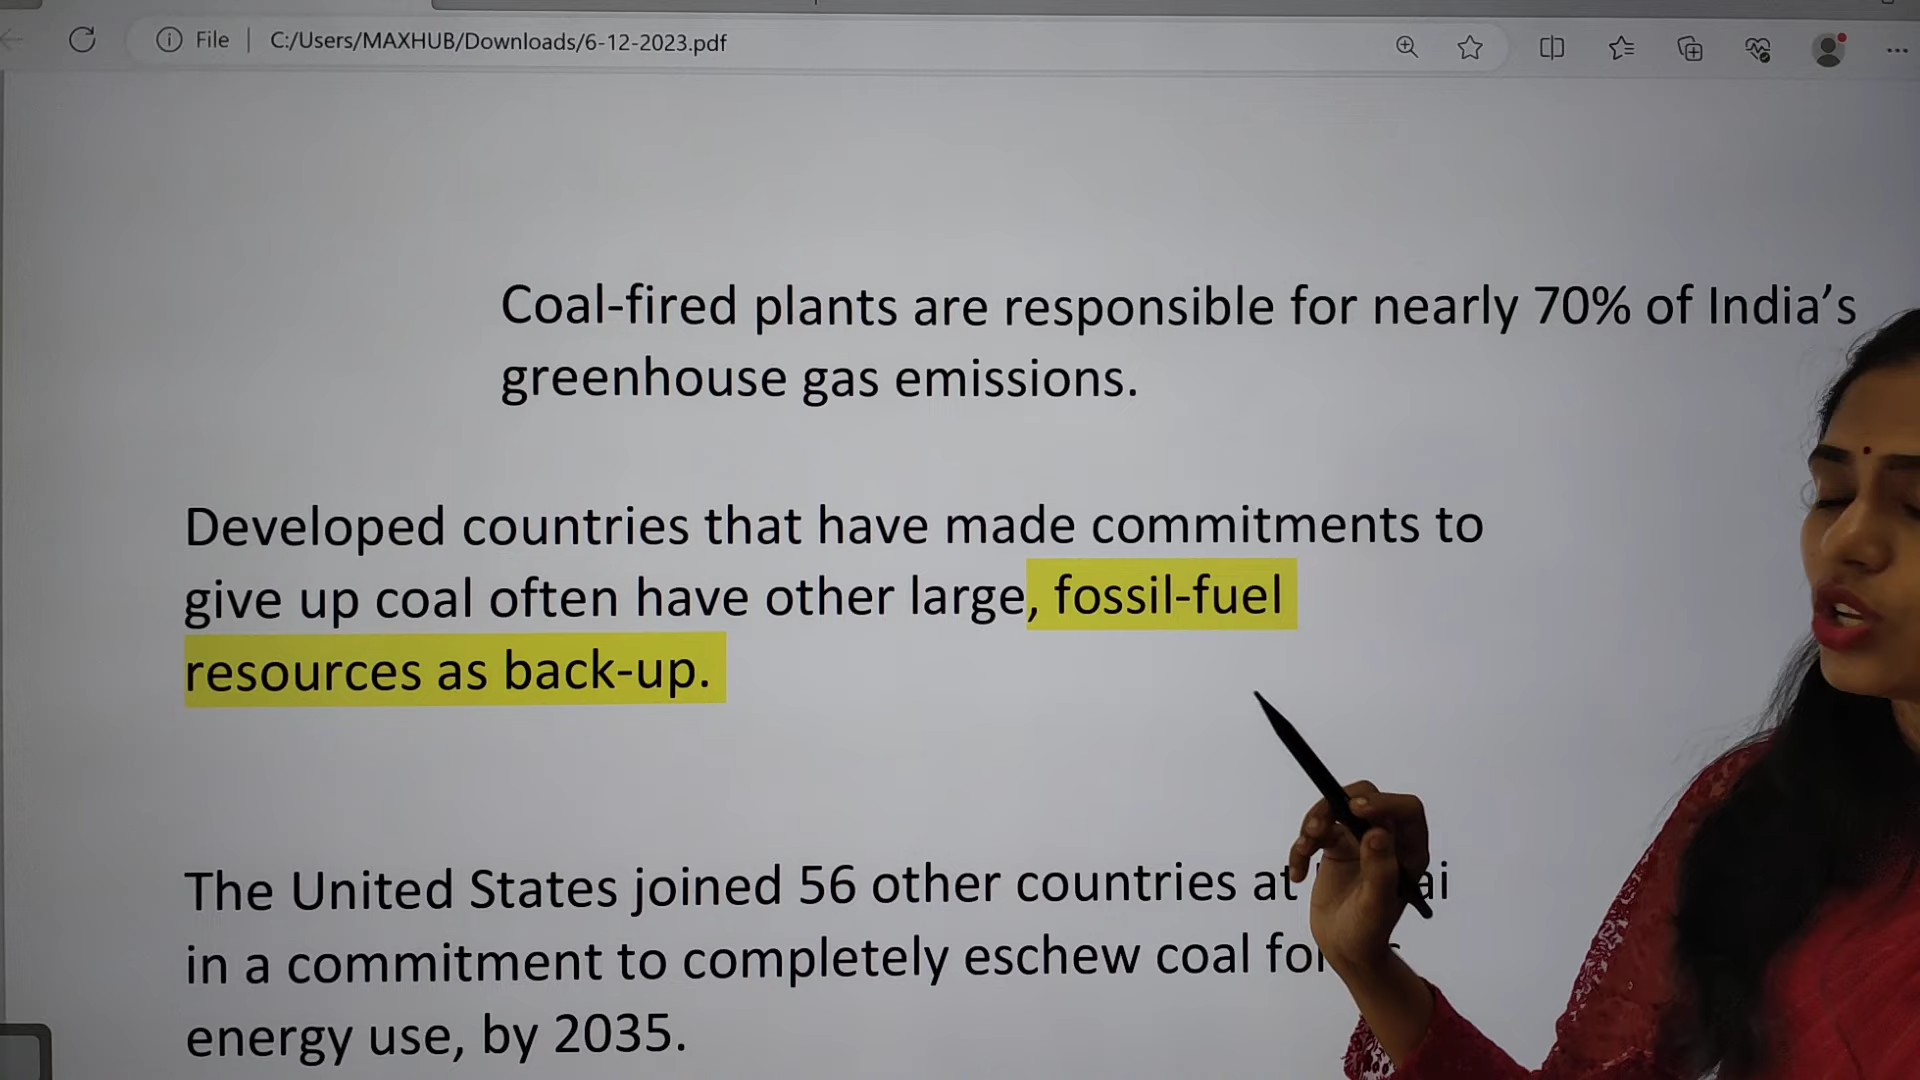 File C:/Users/MAXHUB/Downloads/6-12-2023.pdf
Coal-fired plants are responsible for nearly 70% of India’s
greenhouse gas emissions.
Developed countries that have made commitments to
give up coal often have other large, fossil-fuel
resources as back-up.
The United States joined 56 other countries at
in a commitment to completely eschew coal for
energy use, by 2035.